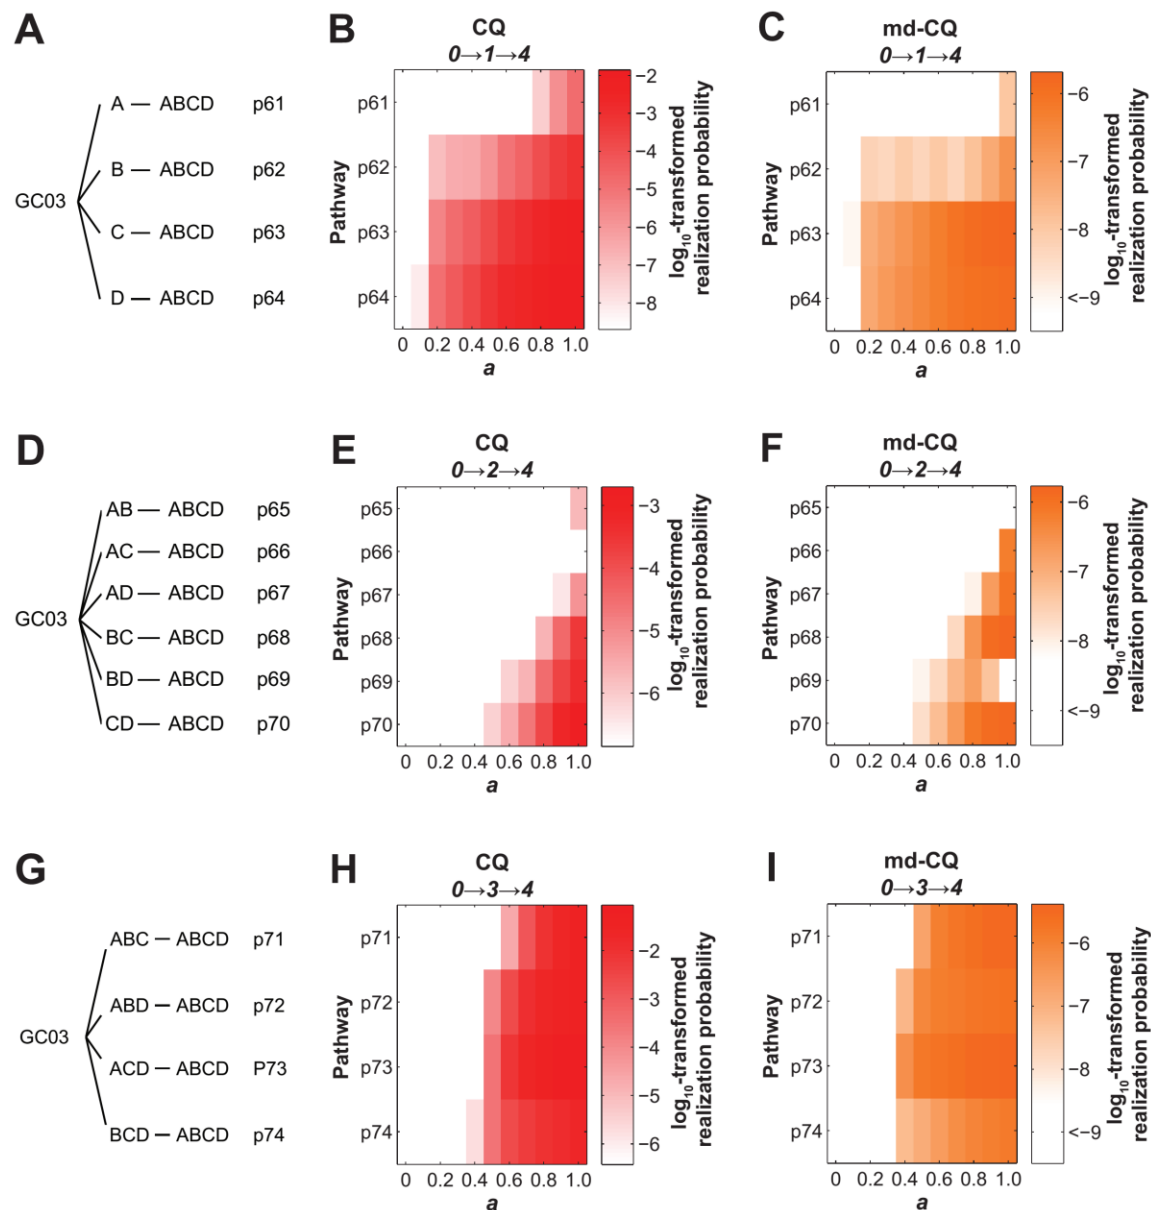 A
GC03
A — ABCD p61
B — ABCD p62
C — ABCD p63
D — ABCD p64
B
CQ
0→1→4
Pathway
p61
p62
p63
p64
0 0.2 0.4 0.6 0.8 1.0
a
−2
−3
−4
−5
−6
−7
−8
log10-transformed
realization probability
C
md-CQ
0→1→4
Pathway
p61
p62
p63
p64
0 0.2 0.4 0.6 0.8 1.0
a
−6
−7
−8
<−9
log10-transformed
realization probability
D
GC03
AB — ABCD p65
AC — ABCD p66
AD — ABCD p67
BC — ABCD p68
BD — ABCD p69
CD — ABCD p70
E
CQ
0→2→4
Pathway
p65
p66
p67
p68
p69
p70
0 0.2 0.4 0.6 0.8 1.0
a
−3
−4
−5
−6
log10-transformed
realization probability
F
md-CQ
0→2→4
Pathway
p65
p66
p67
p68
p69
p70
0 0.2 0.4 0.6 0.8 1.0
a
−6
−7
−8
<−9
log10-transformed
realization probability
G
GC03
ABC — ABCD p71
ABD — ABCD p72
ACD — ABCD P73
BCD — ABCD p74
H
CQ
0→3→4
Pathway
p71
p72
p73
p74
0 0.2 0.4 0.6 0.8 1.0
a
−2
−3
−4
−5
−6
log10-transformed
realization probability
I
md-CQ
0→3→4
Pathway
p71
p72
p73
p74
0 0.2 0.4 0.6 0.8 1.0
a
−6
−7
−8
<−9
log10-transformed
realization probability